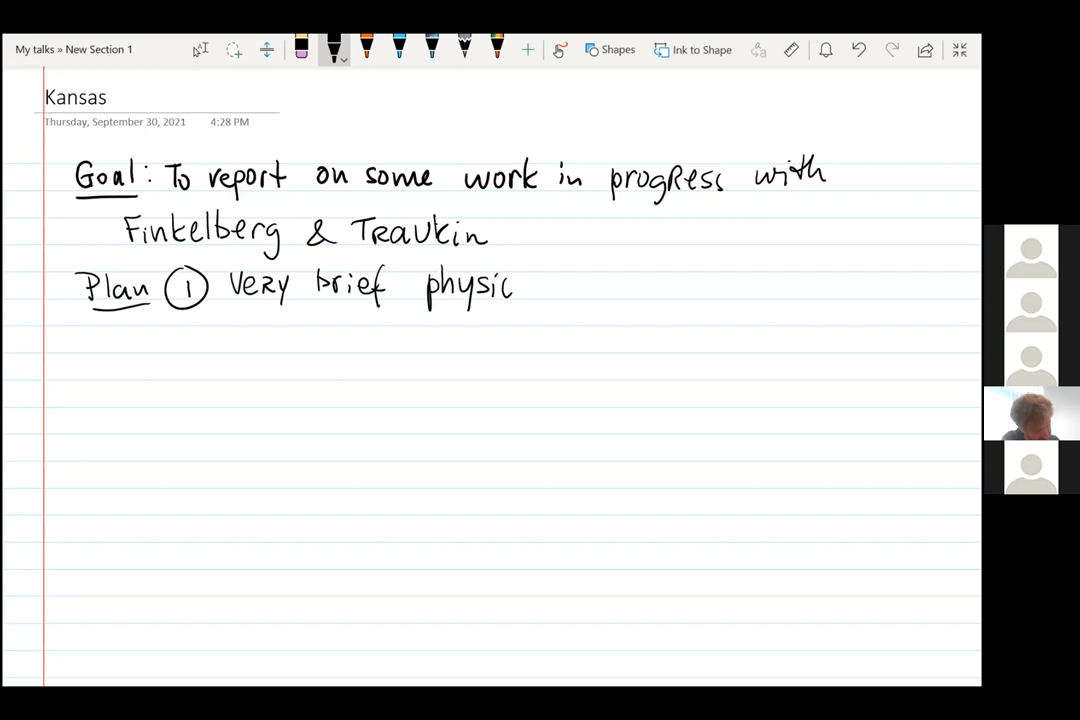 My talks » New Section 1
Shapes
Ink to Shape
Kansas
Thursday, September 30, 2021 4:28 PM
Goal: To report on some work in progress with
Finkelberg & Travkin
Plan ① Very brief physic